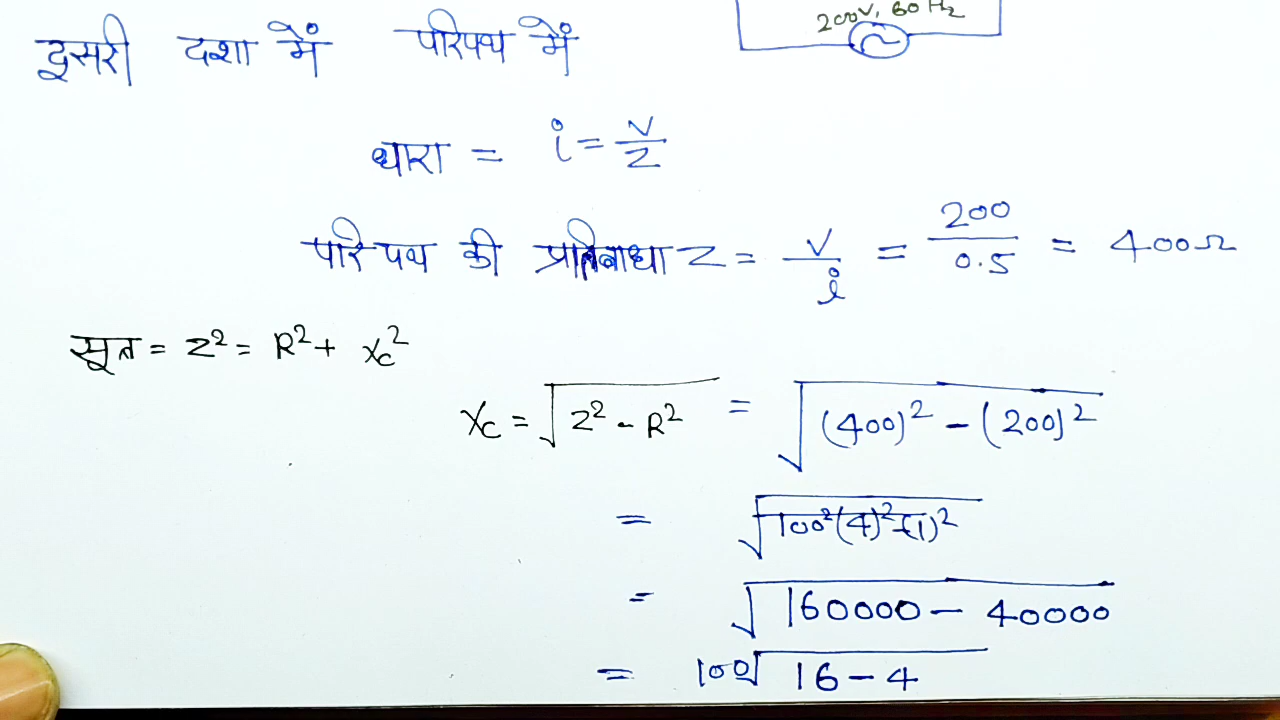 200V, 60 Hz
दूसरी दशा में परिपथ में
धारा = i = V/Z
परिपथ की प्रतिबाधा Z = V/i = 200/0.5 = 400Ω
सूत्र = Z² = R² + Xc²
Xc = √(Z² - R²) = √((400)² - (200)²)
= √(100²(4)² - (1)²)
= √(160000 - 40000)
= 100√(16 - 4)